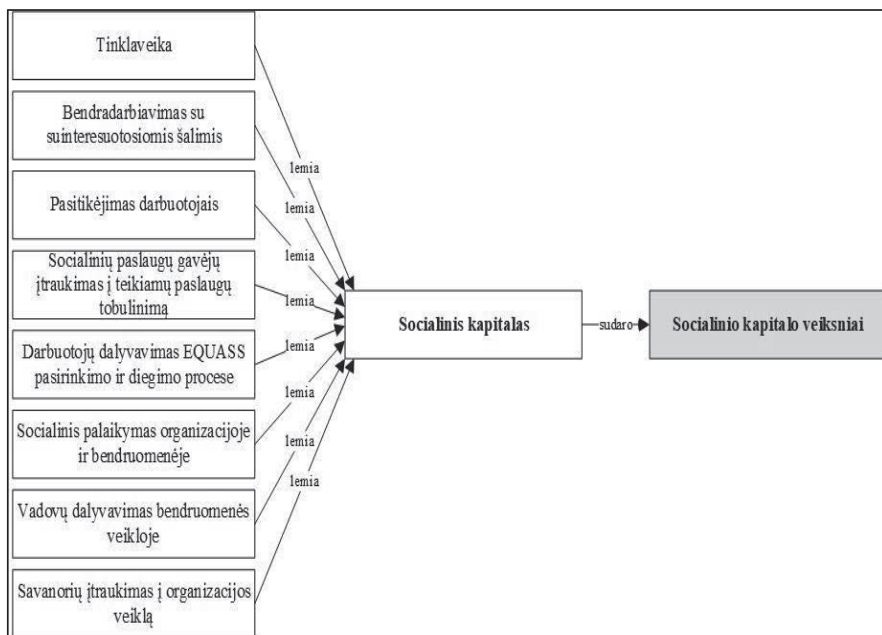 Tinklaveika
Bendradarbiavimas su
suinteresuotosiomis šalimis
Pasitikėjimas darbuotojais
Socialinių paslaugų gavėjų
įtraukimas į teikiamų paslaugų
tobulinimą
Darbuotojų dalyvavimas EQUASS
pasirinkimo ir diegimo procese
Socialinis palaikymas organizacijoje
ir bendruomenėje
Vadovų dalyvavimas bendruomenės
veikloje
Savanorių įtraukimas į organizacijos
veiklą
lemia
lemia
lemia
lemia
lemia
lemia
lemia
lemia
Socialinis kapitalas
sudaro
Socialinio kapitalo veiksniai